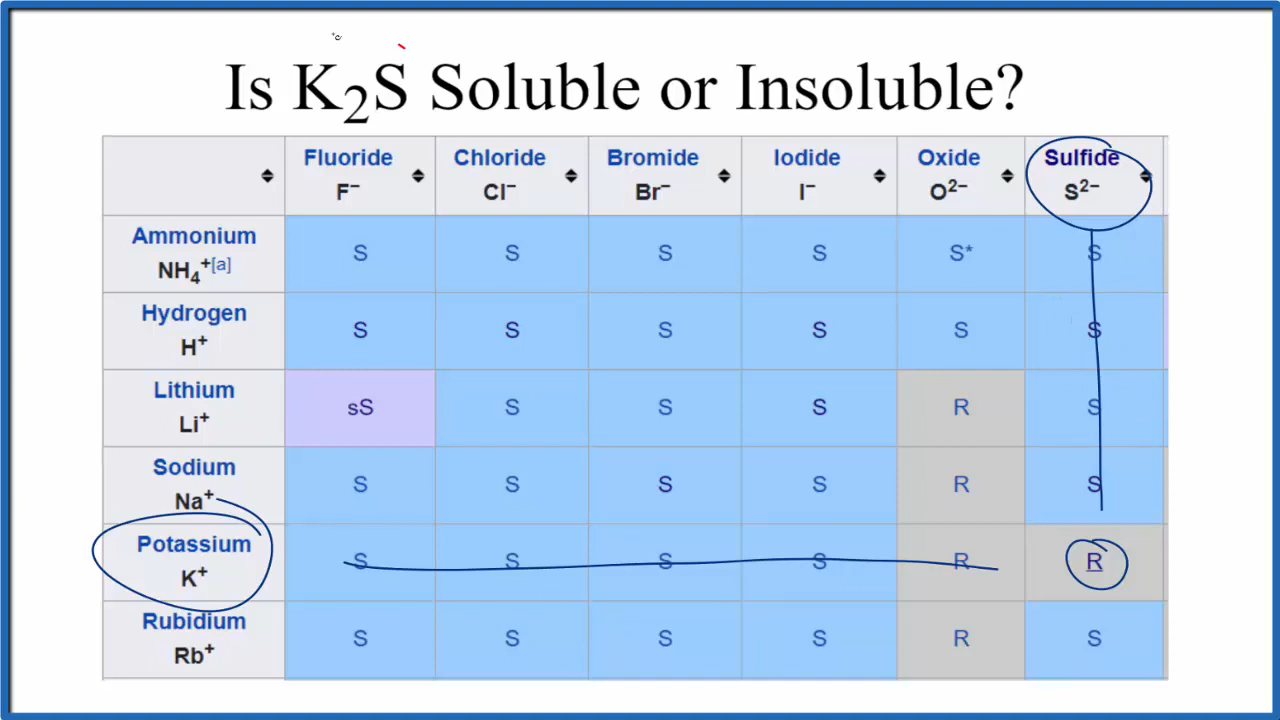 Is K₂S Soluble or Insoluble?
Fluoride Chloride Bromide Iodide Oxide Sulfide
F⁻ Cl⁻ Br⁻ I⁻ O²⁻ S²⁻
Ammonium
NH₄⁺[a] S S S S S* S
Hydrogen
H⁺ S S S S S S
Lithium
Li⁺ sS S S S R S
Sodium
Na⁺ S S S S R S
Potassium
K⁺ S S S S R R
Rubidium
Rb⁺ S S S S R S